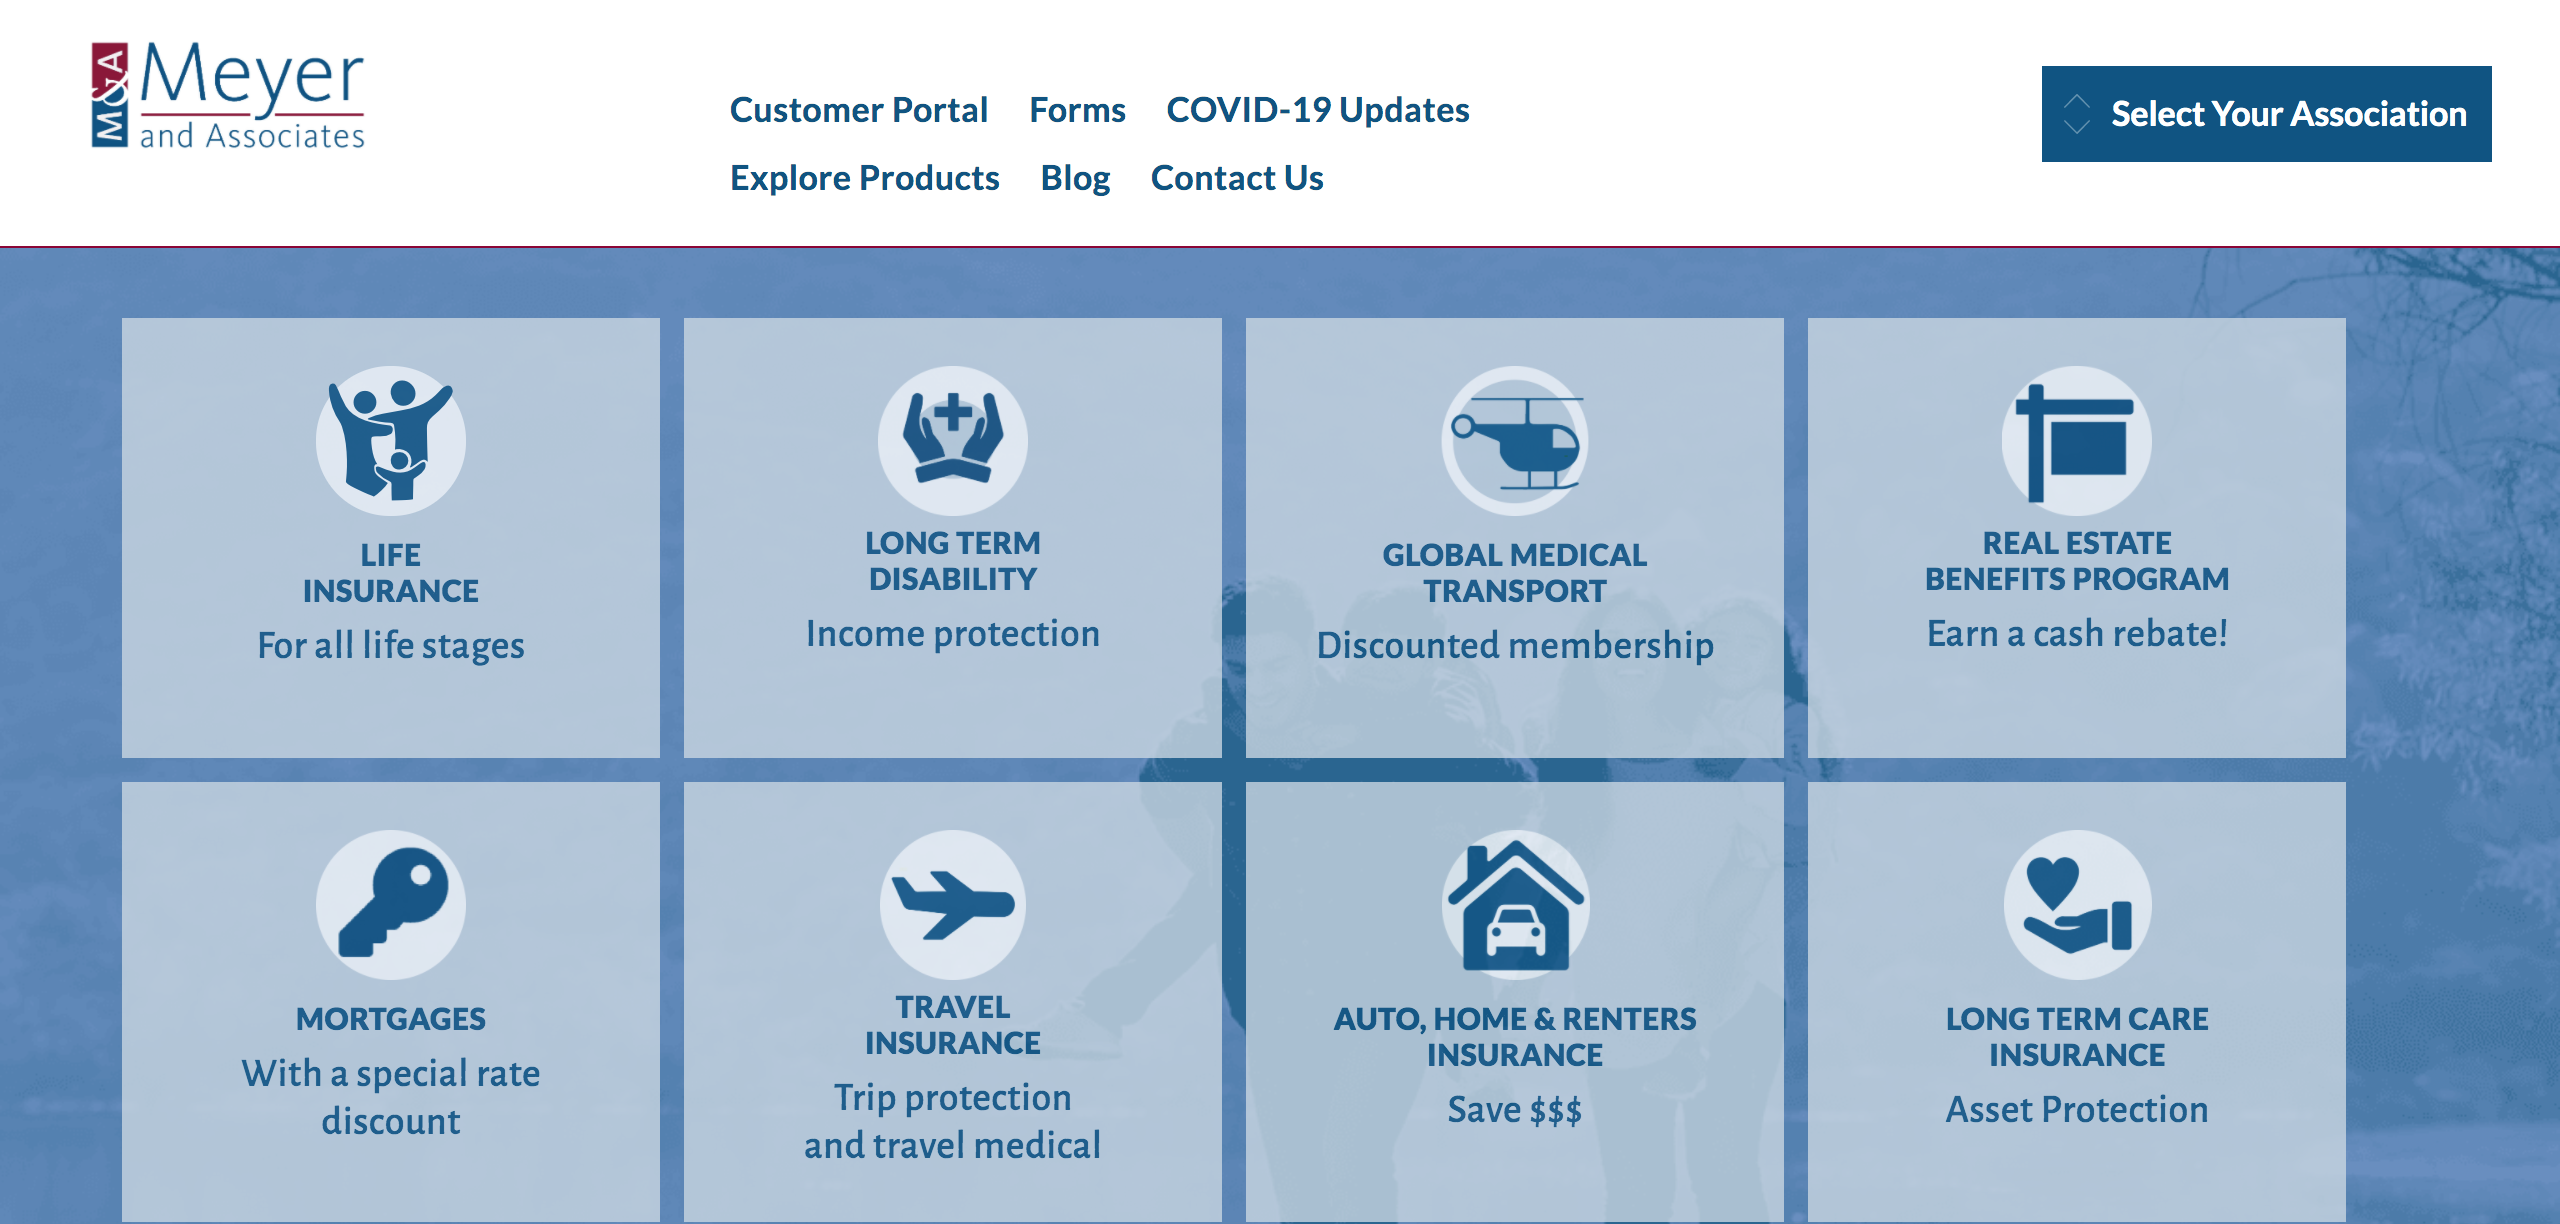 M&A
Meyer
and Associates
Customer Portal Forms COVID-19 Updates
Explore Products Blog Contact Us
Select Your Association
LIFE
INSURANCE
For all life stages
LONG TERM
DISABILITY
Income protection
GLOBAL MEDICAL
TRANSPORT
Discounted membership
REAL ESTATE
BENEFITS PROGRAM
Earn a cash rebate!
MORTGAGES
With a special rate
discount
TRAVEL
INSURANCE
Trip protection
and travel medical
AUTO, HOME & RENTERS
INSURANCE
Save $$$
LONG TERM CARE
INSURANCE
Asset Protection